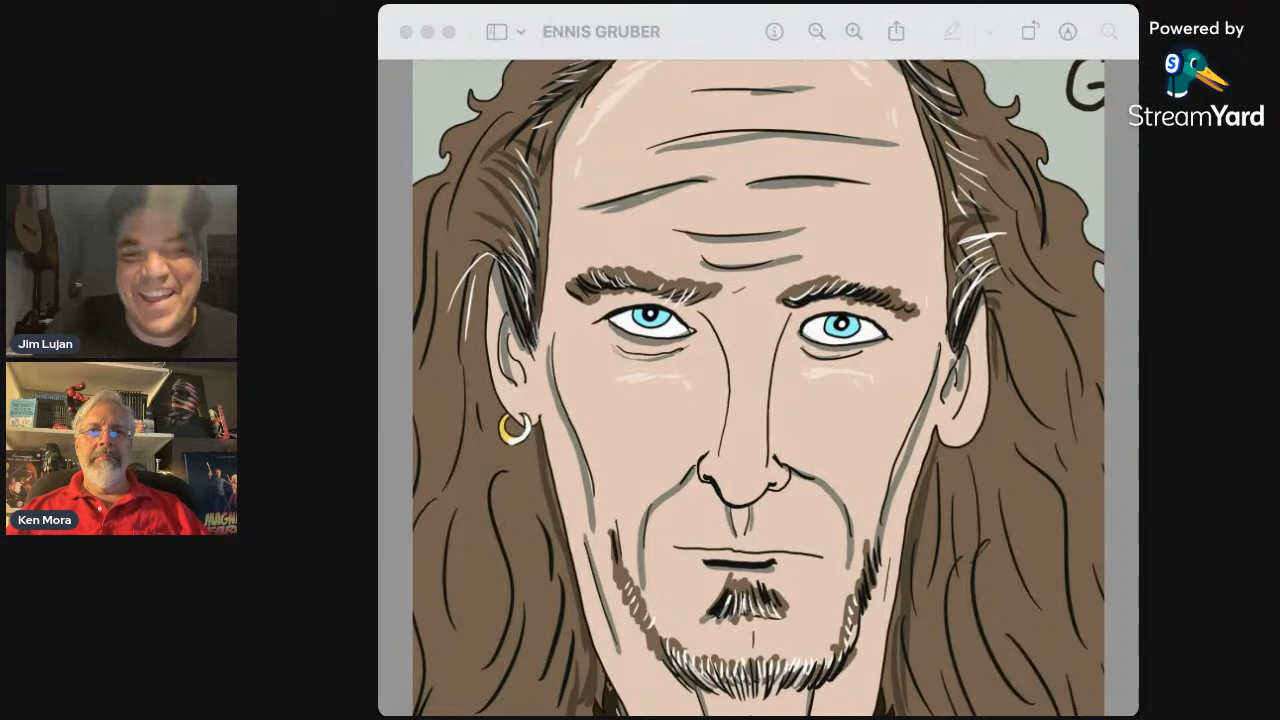 ENNIS GRUBER
Powered by
S
StreamYard
G
Jim Lujan
Ken Mora